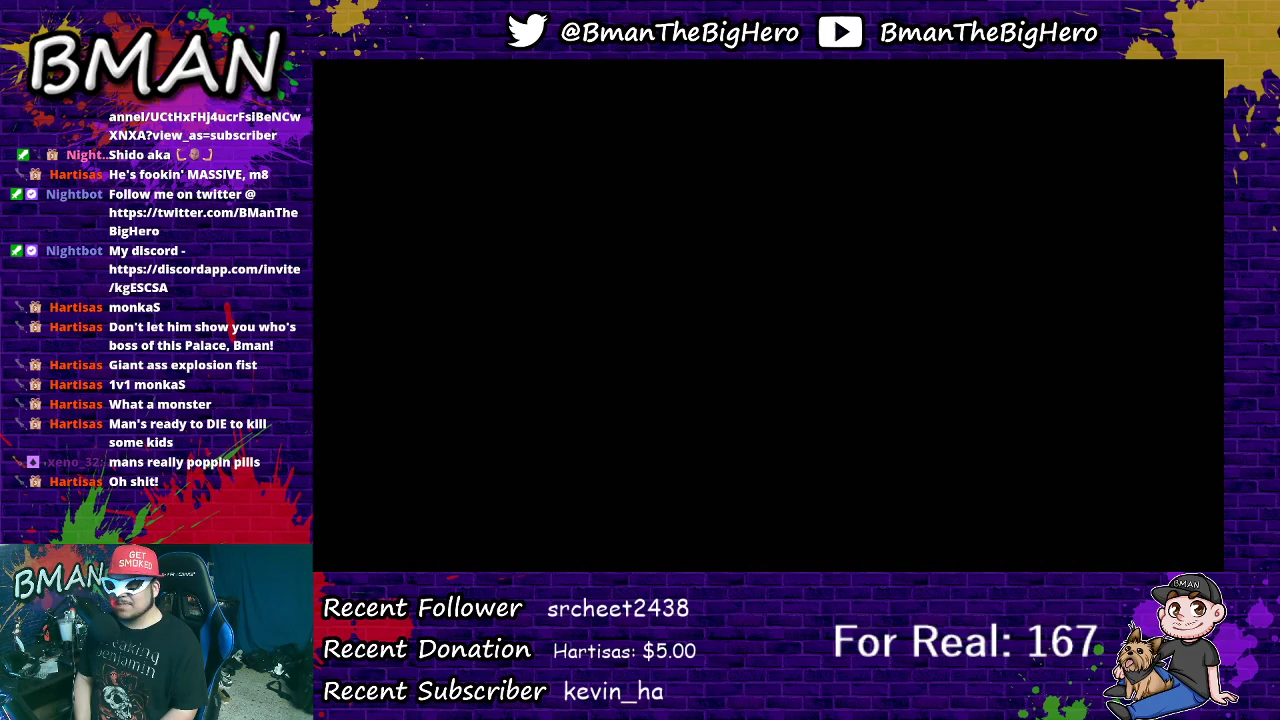 BMAN
@BmanTheBigHero
BmanTheBigHero
annel/UCtHxFHj4ucrFsiBeNCw
XNXA?view_as=subscriber
Night.. Shido aka
Hartisas He's fookin' MASSIVE, m8
Nightbot Follow me on twitter @
https://twitter.com/BManThe
BigHero
Nightbot My discord -
https://discordapp.com/invite
/kgESCSA
Hartisas monkaS
Hartisas Don't let him show you who's
boss of this Palace, Bman!
Hartisas Giant ass explosion fist
Hartisas 1v1 monkaS
Hartisas What a monster
Hartisas Man's ready to DIE to kill
some kids
xeno_32: mans really poppin pills
Hartisas Oh shit!
BMAN
GET
SMOKED
Breaking
Benjamin
Recent Follower srcheet2438
Recent Donation Hartisas: $5.00
Recent Subscriber kevin_ha
For Real: 167
BMAN